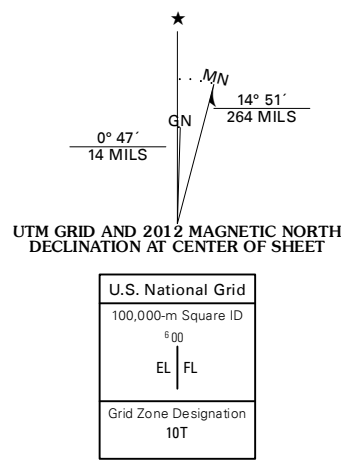 ★
MN
GN
14° 51´
264 MILS
0° 47´
14 MILS
UTM GRID AND 2012 MAGNETIC NORTH
DECLINATION AT CENTER OF SHEET
U.S. National Grid
100,000-m Square ID
⁶00
EL FL
Grid Zone Designation
10T